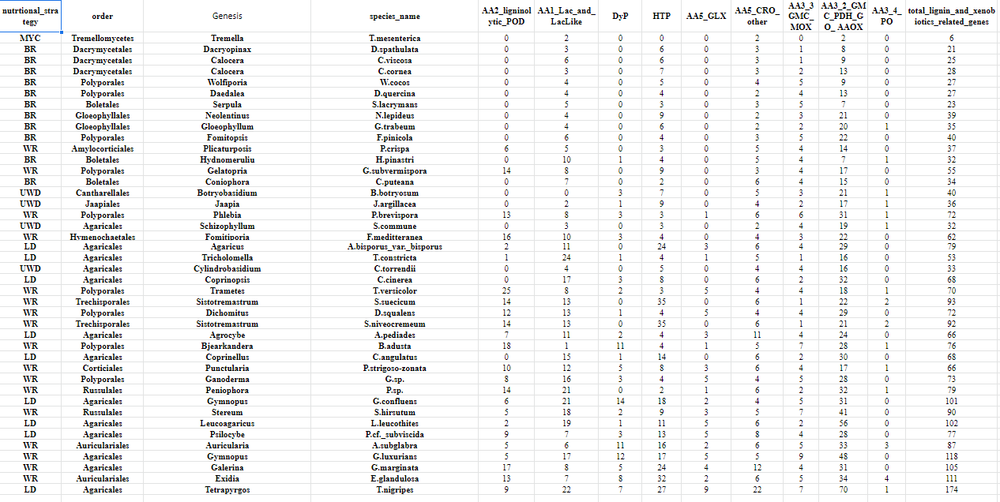 nutrtional_strategy order Genesis species_name AA2_ligninolytic_POD AA1_Lac_and_LacLike DyP HTP AA5_GLX AA5_CRO_other AA3_3 GMC_MOX AA3_2_GMC_PDH_GO_AAOX AA3_4_PO total_lignin_and_xenobiotics_related_genes
MYC Tremellomycetes Tremella T.mesenterica 0 2 0 0 0 2 0 2 0 6
BR Dacrymycetales Dacryopinax D.spathulata 0 3 0 6 0 3 1 8 0 21
BR Dacrymycetales Calocera C.viscosa 0 6 0 6 0 3 1 9 0 25
BR Dacrymycetales Calocera C.cornea 0 3 0 7 0 3 2 13 0 28
BR Polyporales Wolfiporia W.cocos 0 4 0 5 0 4 5 9 0 27
BR Polyporales Daedalea D.quercina 0 4 0 4 0 2 4 13 0 27
BR Boletales Serpula S.lacrymans 0 5 0 3 0 3 5 7 0 23
BR Gloeophyllales Neolentinus N.lepideus 0 4 0 9 0 2 3 21 0 39
BR Gloeophyllales Gloeophyllum G.trabeum 0 4 0 6 0 2 2 20 1 35
BR Polyporales Fomitopsis F.pinicola 0 6 0 4 0 3 5 22 0 40
WR Amylocorticiales Plicaturposis P.crispa 6 5 0 3 0 5 4 14 0 37
BR Boletales Hydnomeruliu H.pinastri 0 10 1 4 0 5 4 7 1 32
WR Polyporales Gelatopria G.subvermispora 14 8 0 9 0 3 4 17 0 55
BR Boletales Coniophora C.puteana 0 7 0 2 0 6 4 15 0 34
UWD Cantharellales Botryobasidium B.botryosum 0 0 3 7 0 5 3 21 1 40
UWD Jaapiales Jaapia J.argillacea 0 2 1 9 0 4 2 17 1 36
WR Polyporales Phlebia P.brevispora 13 8 3 3 1 6 6 31 1 72
UWD Agaricales Schizophyllum S.commune 0 3 0 3 0 2 4 19 1 32
WR Hymenochaetales Fomitiporia F.meditteranea 16 10 3 4 0 4 3 22 0 62
LD Agaricales Agaricus A.bisporus_var._bisporus 2 11 0 24 3 6 4 29 0 79
LD Agaricales Tricholomella T.constricta 1 24 1 4 1 5 1 16 0 53
UWD Agaricales Cylindrobasidium C.torrendii 0 4 0 5 0 4 4 16 0 33
LD Agaricales Coprinopsis C.cinerea 0 17 3 8 0 6 2 32 0 68
WR Polyporales Trametes T.versicolor 25 8 2 3 5 4 4 18 1 70
WR Trechisporales Sistotremastrum S.suecicum 14 13 0 35 0 6 1 22 2 93
WR Polyporales Dichomitus D.squalens 12 13 1 4 5 4 4 29 0 72
WR Trechisporales Sistotremastrum S.niveocremeum 14 13 0 35 0 6 1 21 2 92
LD Agaricales Agrocybe A.pediades 7 11 2 4 3 11 4 24 0 66
WR Polyporales Bjearkandera B.adusta 18 1 11 4 1 5 7 28 1 76
LD Agaricales Coprinellus C.angulatus 0 15 1 14 0 6 2 30 0 68
WR Corticiales Punctularia P.strigoso-zonata 10 12 5 8 3 6 4 17 1 66
WR Polyporales Ganoderma G.sp. 8 16 3 4 5 4 5 28 0 73
WR Russulales Peniophora P.sp. 14 21 0 2 1 6 2 32 1 79
LD Agaricales Gymnopus G.confluens 6 21 14 18 2 4 5 31 0 101
WR Russulales Stereum S.hirsutum 5 18 2 9 3 5 7 41 0 90
LD Agaricales Leucoagaricus L.leucothites 2 19 1 11 5 6 2 56 0 102
LD Agaricales Psilocybe P.cf._subviscida 9 7 3 13 5 8 4 28 0 77
WR Auriculariales Auricularia A.subglabra 5 6 11 16 2 6 5 33 3 87
WR Agaricales Gymnopus G.luxurians 5 17 12 17 5 5 9 48 0 118
WR Agaricales Galerina G.marginata 17 8 5 24 4 12 4 31 0 105
WR Auriculariales Exidia E.glandulosa 13 7 8 32 2 6 5 34 4 111
LD Agaricales Tetrapyrgos T.nigripes 9 22 7 27 9 22 7 70 1 174